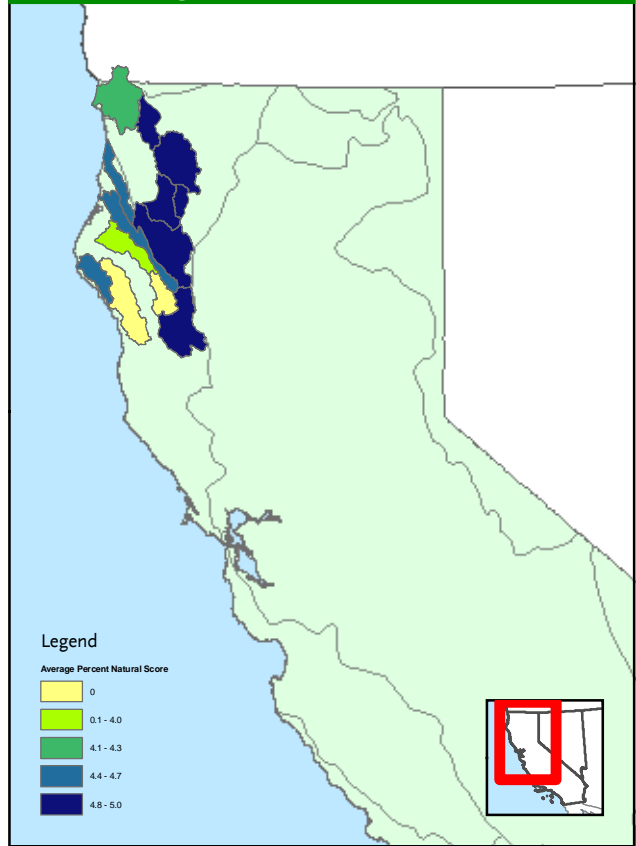 Legend
Average Percent Natural Score
0
0.1 - 4.0
4.1 - 4.3
4.4 - 4.7
4.8 - 5.0